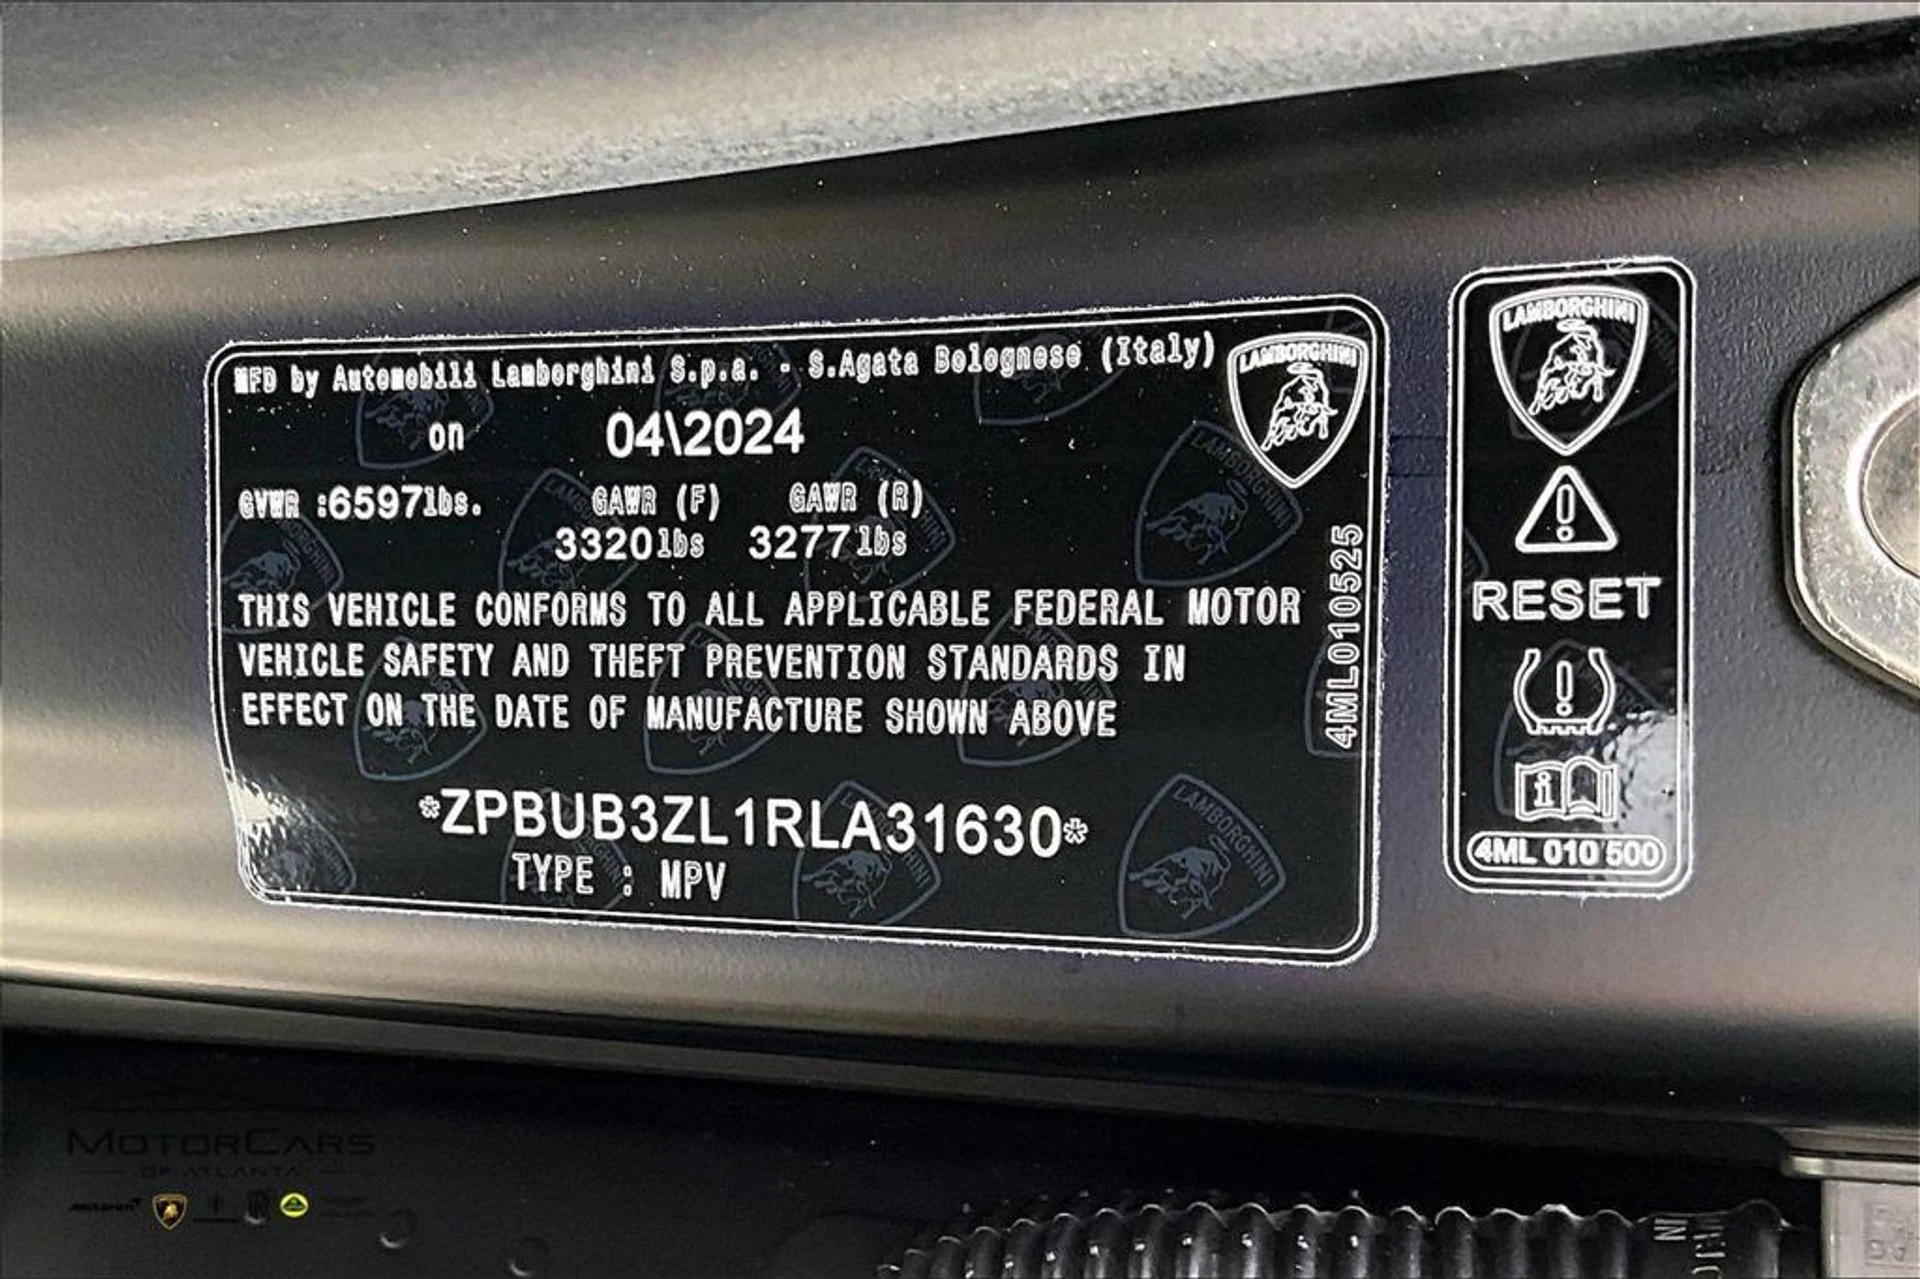 MFD by Automobili Lamborghini S.p.a. - S.Agata Bolognese (Italy)
on 04\2024
GVWR :6597lbs. GAWR (F) GAWR (R)
3320lbs 3277lbs
THIS VEHICLE CONFORMS TO ALL APPLICABLE FEDERAL MOTOR
VEHICLE SAFETY AND THEFT PREVENTION STANDARDS IN
EFFECT ON THE DATE OF MANUFACTURE SHOWN ABOVE
*ZPBUB3ZL1RLA31630*
TYPE : MPV
LAMBORGHINI
4ML010525
LAMBORGHINI
RESET
4ML 010 500
MOTORCARS
OF ATLANTA
McLaren